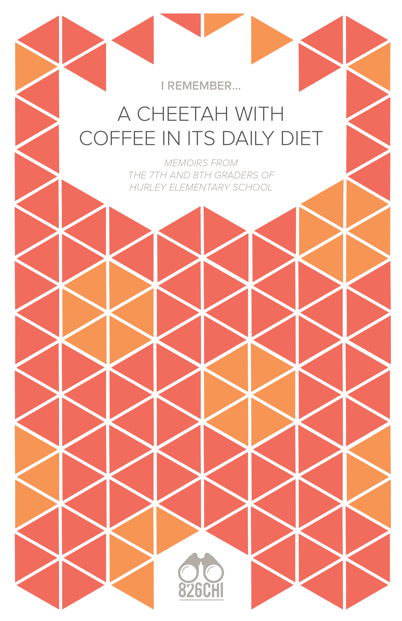 I REMEMBER...
A CHEETAH WITH
COFFEE IN ITS DAILY DIET
MEMOIRS FROM
THE 7TH AND 8TH GRADERS OF
HURLEY ELEMENTARY SCHOOL
826CHI